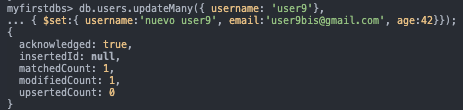 myfirstdbs> db.users.updateMany({ username: 'user9'},
... { $set:{ username:'nuevo user9', email:'user9bis@gmail.com', age:42}});
{
  acknowledged: true,
  insertedId: null,
  matchedCount: 1,
  modifiedCount: 1,
  upsertedCount: 0
}